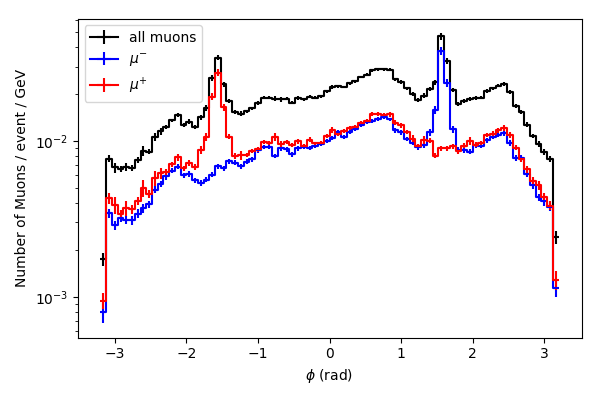 all muons
μ⁻
μ⁺
Number of Muons / event / GeV
10⁻²
10⁻³
−3 −2 −1 0 1 2 3
ϕ (rad)